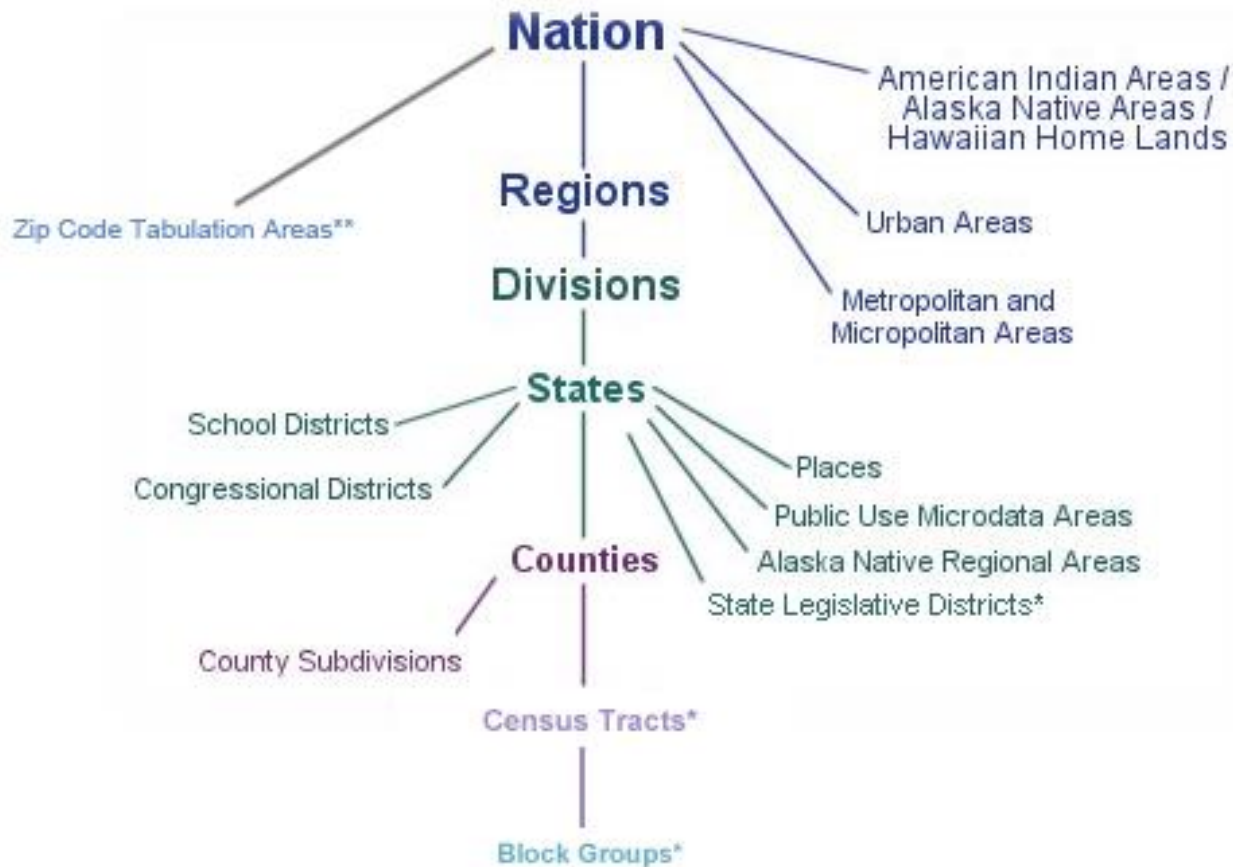 Nation
American Indian Areas /
Alaska Native Areas /
Hawaiian Home Lands
Regions
Zip Code Tabulation Areas**
Urban Areas
Divisions
Metropolitan and
Micropolitan Areas
States
School Districts
Places
Congressional Districts
Public Use Microdata Areas
Counties
Alaska Native Regional Areas
State Legislative Districts*
County Subdivisions
Census Tracts*
Block Groups*